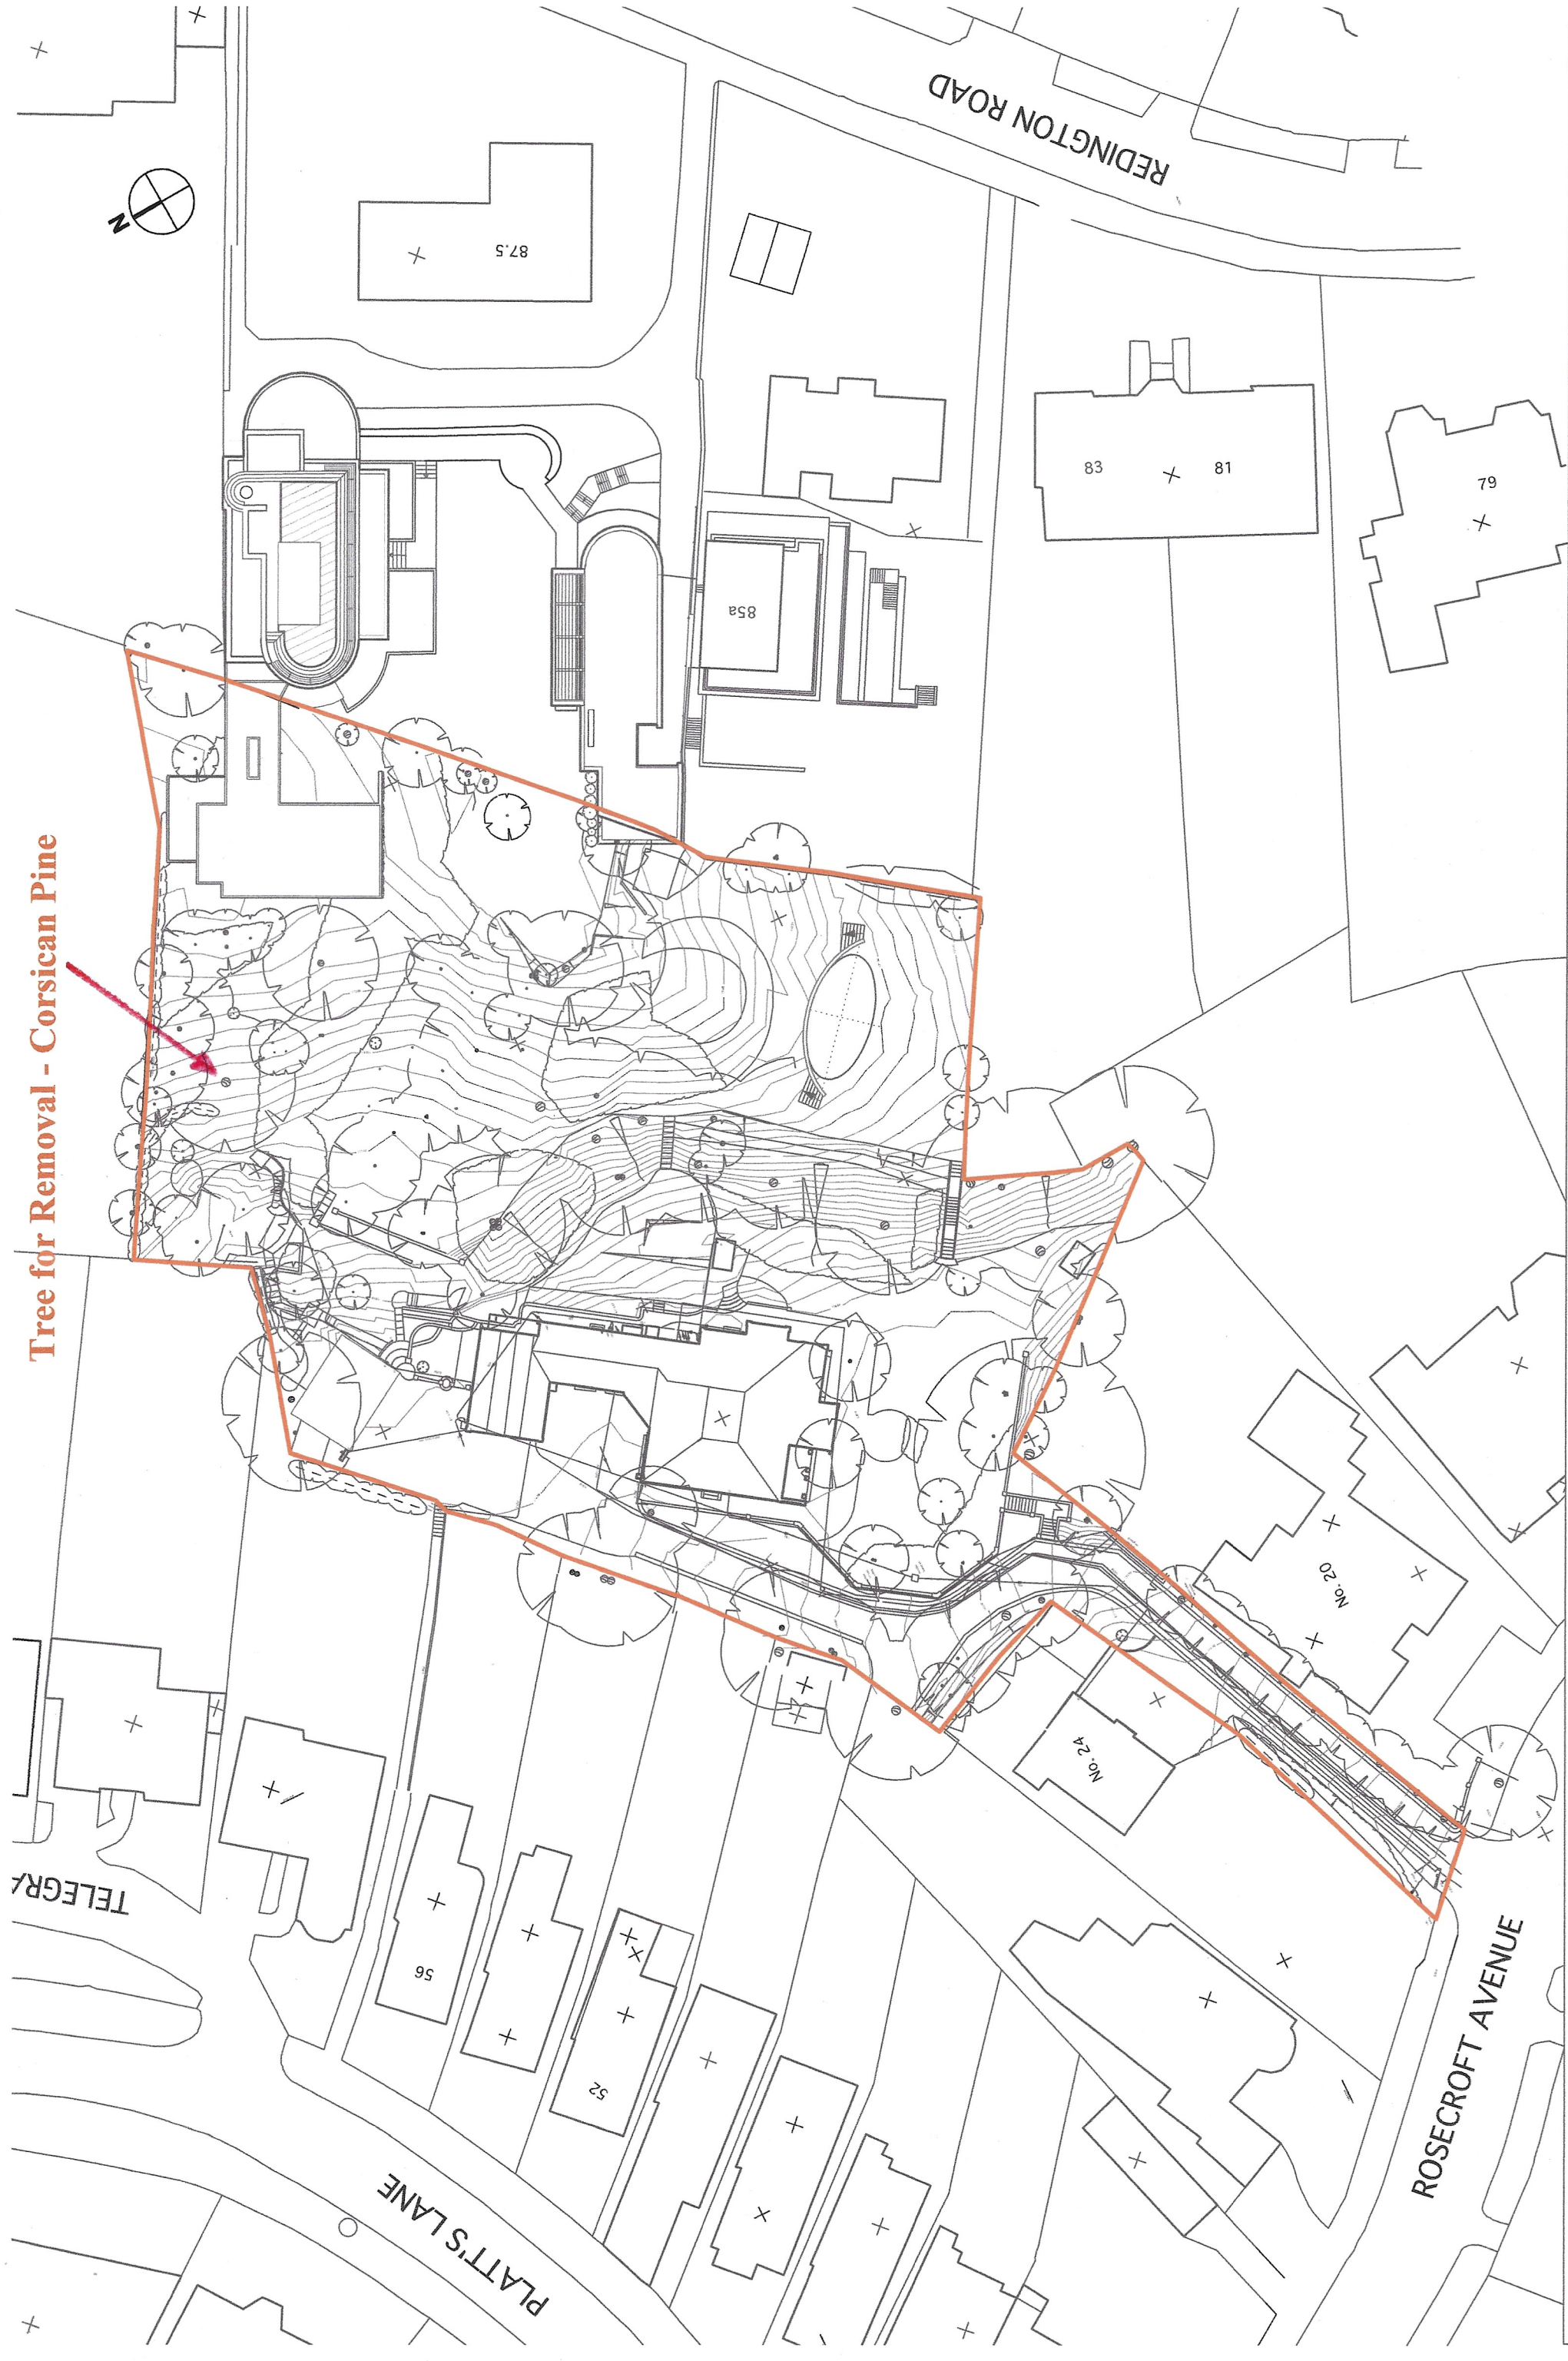 REDINGTON ROAD
N
87.5
83
81
79
85a
Tree for Removal - Corsican Pine
No. 20
No. 24
TELEGRA
56
52
PLATT'S LANE
ROSECROFT AVENUE